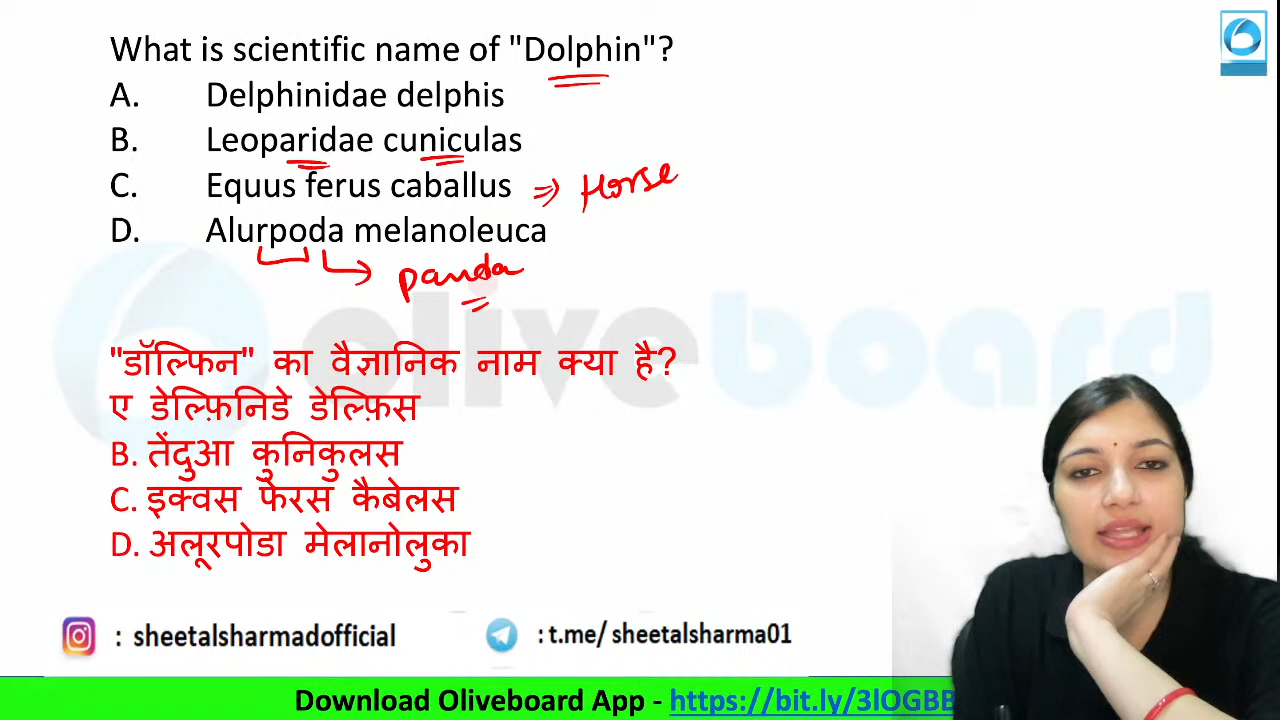 What is scientific name of "Dolphin"?
A. Delphinidae delphis
B. Leoparidae cuniculas
C. Equus ferus caballus => Horse
D. Alurpoda melanoleuca
panda
oliveboard
"डॉल्फिन" का वैज्ञानिक नाम क्या है?
ए डेल्फ़िनिडे डेल्फ़िस
B. तेंदुआ कुनिकुलस
C. इक्वस फेरस कैबेलस
D. अलूरपोडा मेलानोलुका
: sheetalsharmadofficial : t.me/ sheetalsharma01
Download Oliveboard App - https://bit.ly/3lOGBB